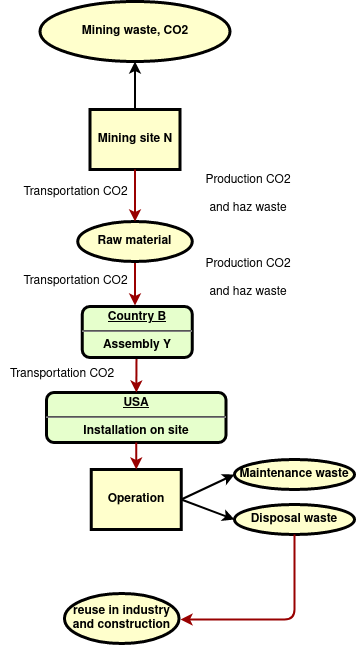 Mining waste, CO2
Mining site N
Transportation CO2
Production CO2
and haz waste
Raw material
Transportation CO2
Production CO2
and haz waste
Country B
Assembly Y
Transportation CO2
USA
Installation on site
Operation
Maintenance waste
Disposal waste
reuse in industry
and construction